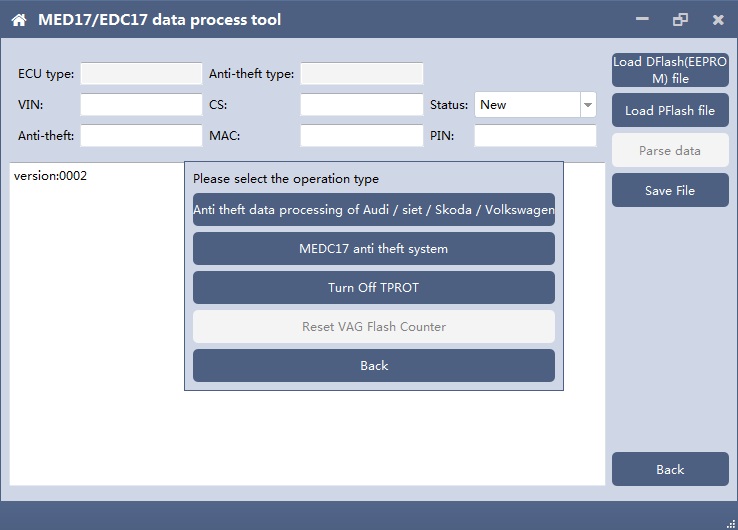 MED17/EDC17 data process tool
ECU type:
Anti-theft type:
VIN:
CS:
Status:
New
Anti-theft:
MAC:
PIN:
Load DFlash(EEPRO
M) file
Load PFlash file
Parse data
Save File
version:0002
Please select the operation type
Anti theft data processing of Audi / siet / Skoda / Volkswagen
MEDC17 anti theft system
Turn Off TPROT
Reset VAG Flash Counter
Back
Back